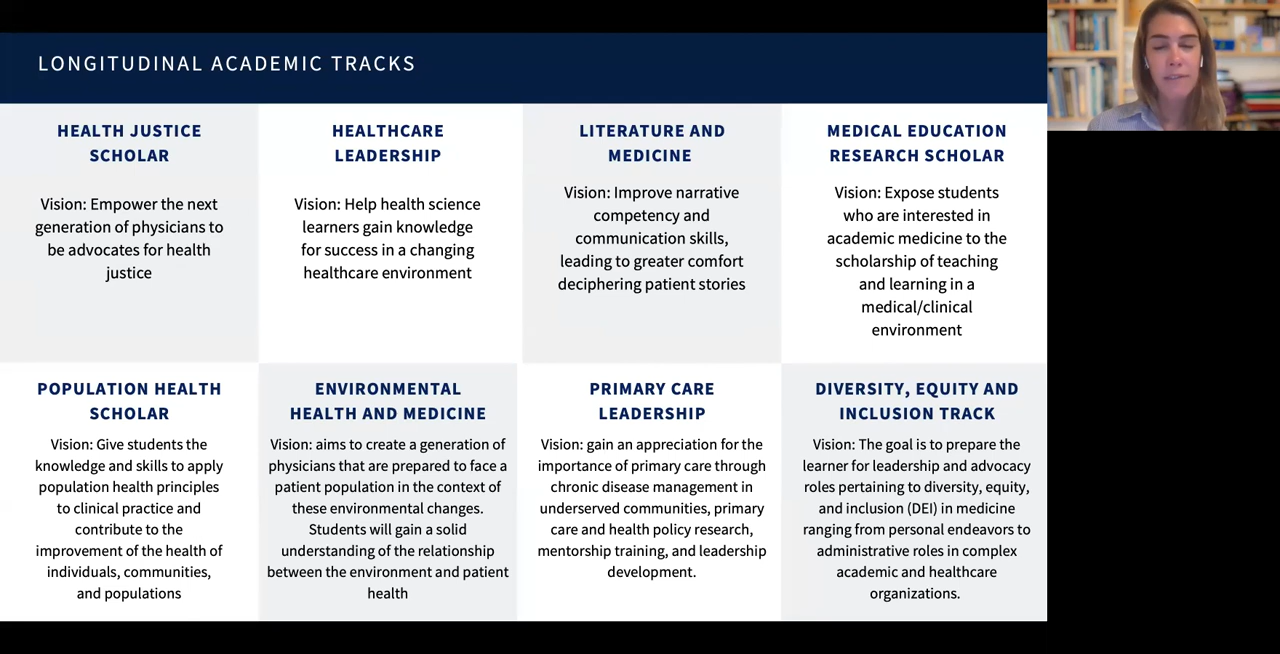 LONGITUDINAL ACADEMIC TRACKS
HEALTH JUSTICE
SCHOLAR
Vision: Empower the next
generation of physicians to
be advocates for health
justice
HEALTHCARE
LEADERSHIP
Vision: Help health science
learners gain knowledge
for success in a changing
healthcare environment
LITERATURE AND
MEDICINE
Vision: Improve narrative
competency and
communication skills,
leading to greater comfort
deciphering patient stories
MEDICAL EDUCATION
RESEARCH SCHOLAR
Vision: Expose students
who are interested in
academic medicine to the
scholarship of teaching
and learning in a
medical/clinical
environment
POPULATION HEALTH
SCHOLAR
Vision: Give students the
knowledge and skills to apply
population health principles
to clinical practice and
contribute to the
improvement of the health of
individuals, communities,
and populations
ENVIRONMENTAL
HEALTH AND MEDICINE
Vision: aims to create a generation of
physicians that are prepared to face a
patient population in the context of
these environmental changes.
Students will gain a solid
understanding of the relationship
between the environment and patient
health
PRIMARY CARE
LEADERSHIP
Vision: gain an appreciation for the
importance of primary care through
chronic disease management in
underserved communities, primary
care and health policy research,
mentorship training, and leadership
development.
DIVERSITY, EQUITY AND
INCLUSION TRACK
Vision: The goal is to prepare the
learner for leadership and advocacy
roles pertaining to diversity, equity,
and inclusion (DEI) in medicine
ranging from personal endeavors to
administrative roles in complex
academic and healthcare
organizations.